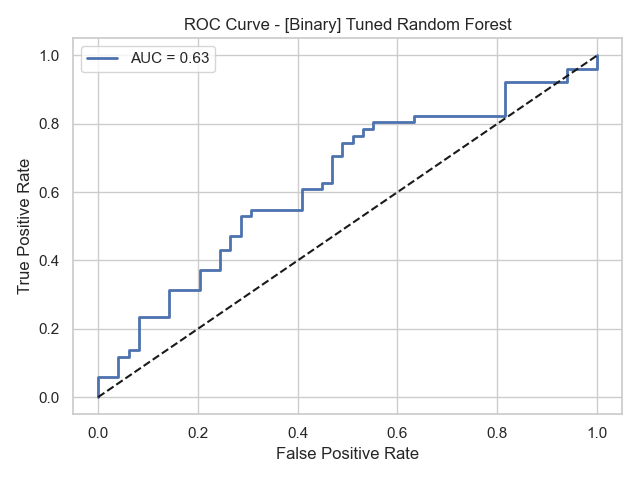 ROC Curve - [Binary] Tuned Random Forest
AUC = 0.63
True Positive Rate
1.0
0.8
0.6
0.4
0.2
0.0
0.0 0.2 0.4 0.6 0.8 1.0
False Positive Rate